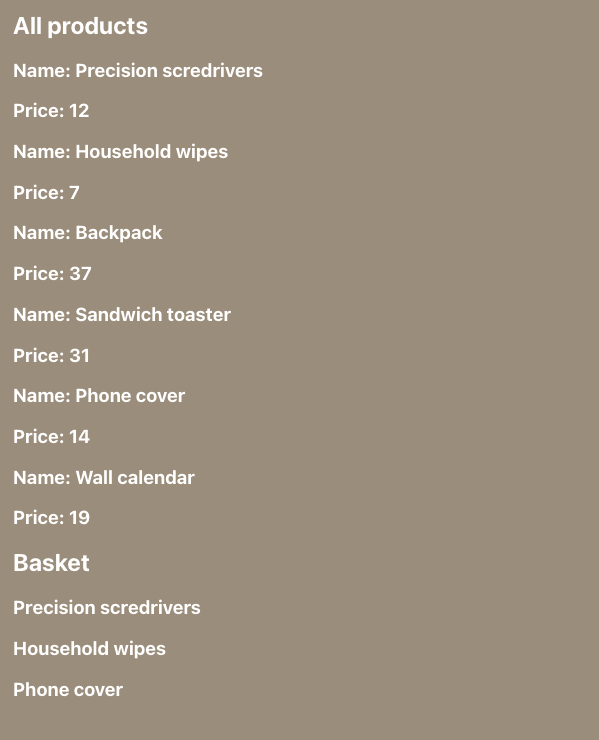 All products
Name: Precision scredrivers
Price: 12
Name: Household wipes
Price: 7
Name: Backpack
Price: 37
Name: Sandwich toaster
Price: 31
Name: Phone cover
Price: 14
Name: Wall calendar
Price: 19
Basket
Precision scredrivers
Household wipes
Phone cover